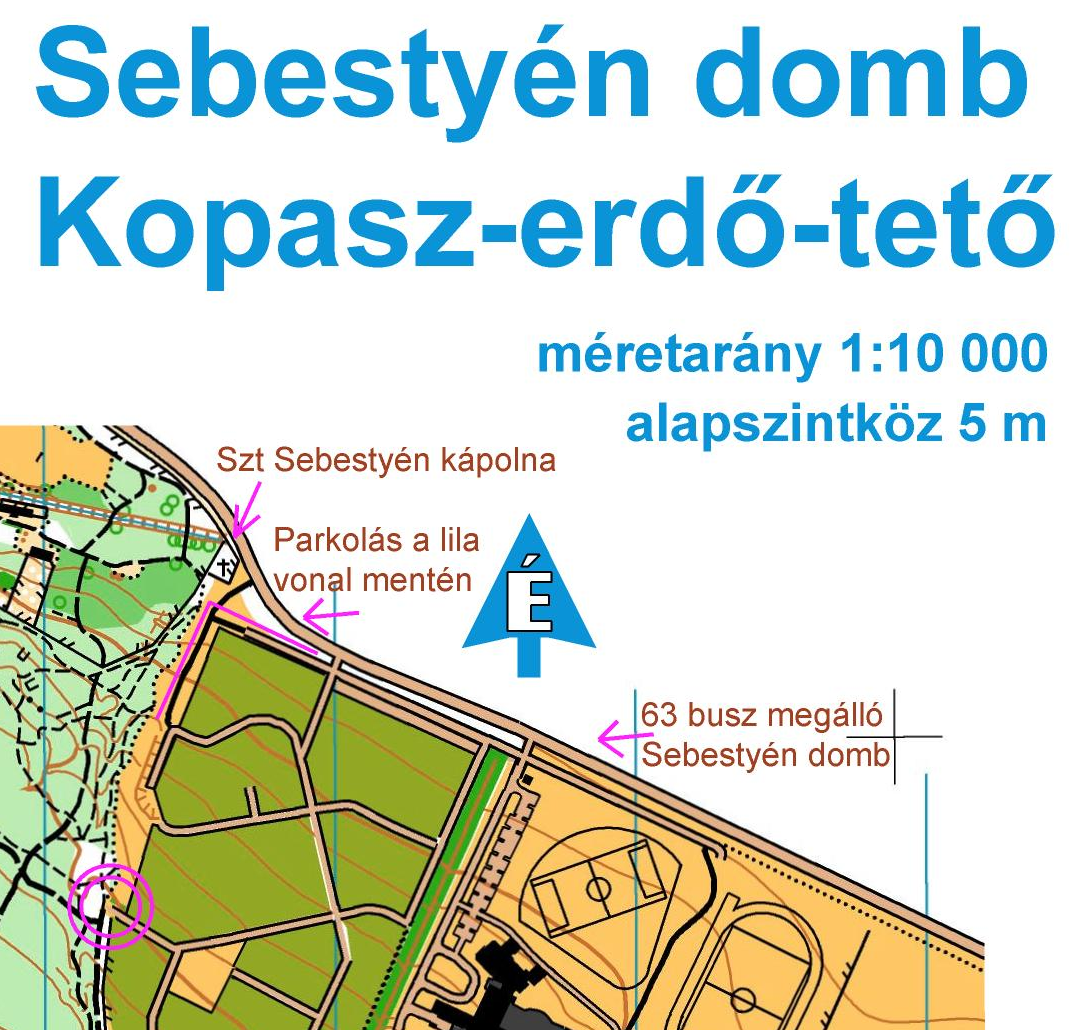 Sebestyén domb
Kopasz-erdő-tető
méretarány 1:10 000
alapszintköz 5 m
Szt Sebestyén kápolna
Parkolás a lila
vonal mentén
É
63 busz megálló
Sebestyén domb